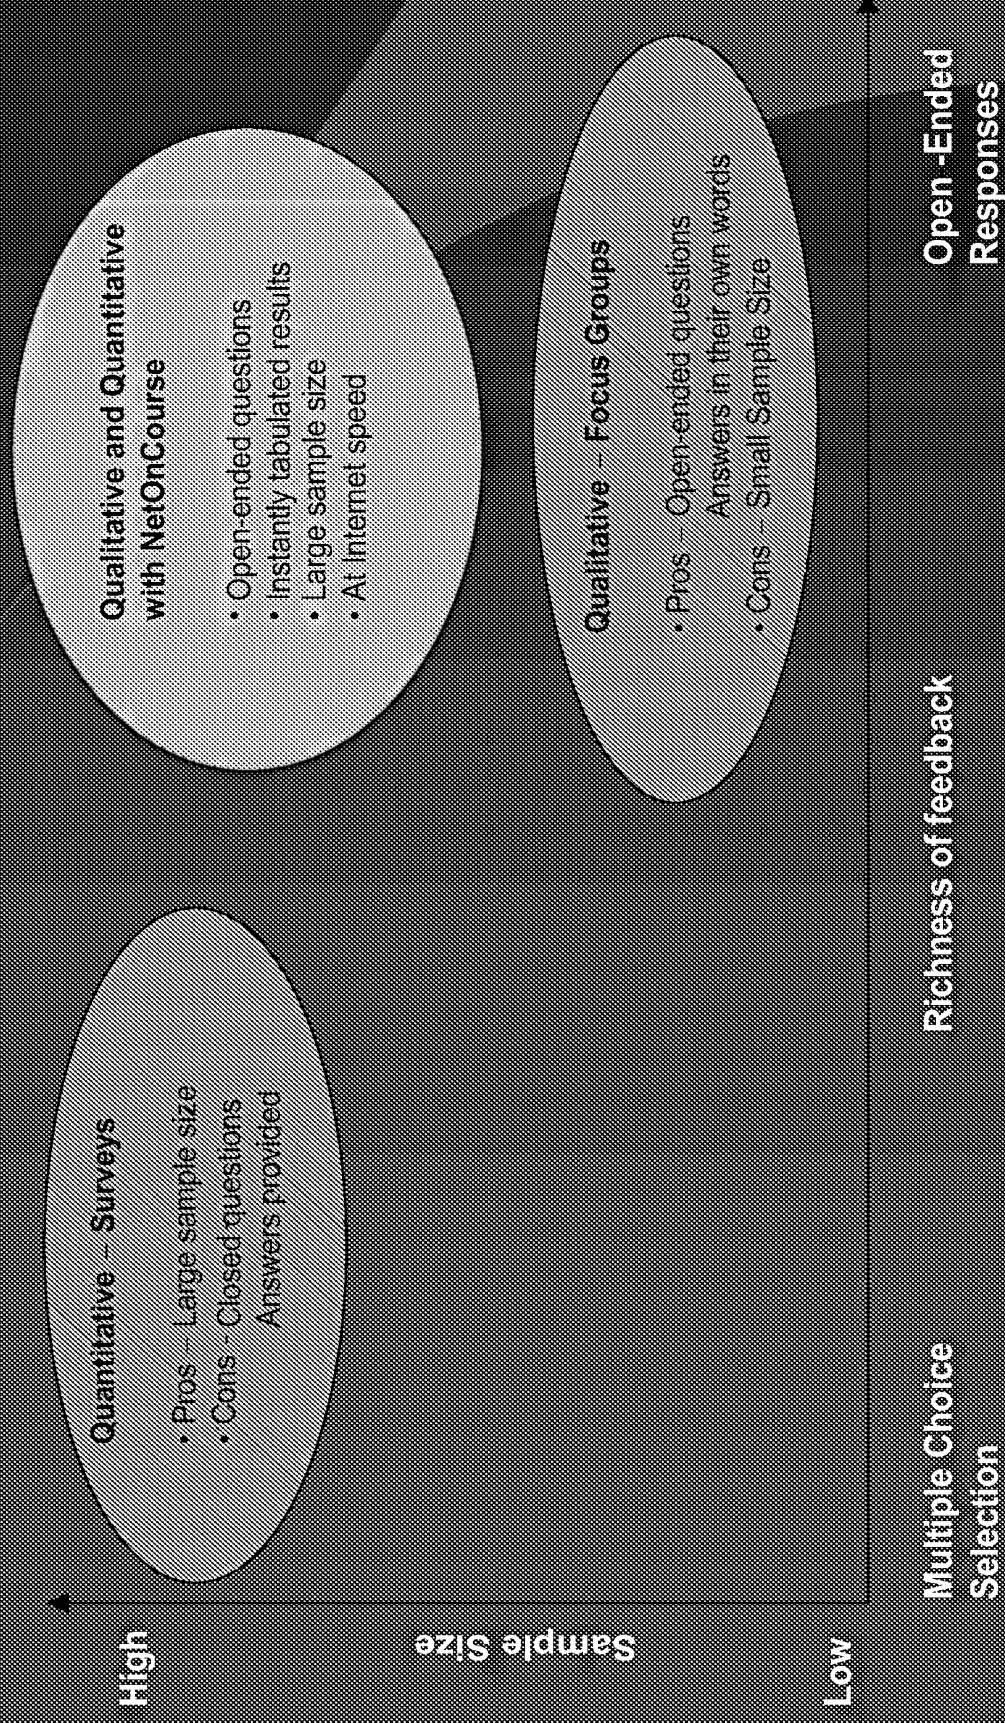 High
Sample Size
Low
Quantitative – Surveys
• Pros – Large sample size
• Cons – Closed questions
Answers provided
Qualitative and Quantitative
with NetOnCourse
• Open-ended questions
• Instantly tabulated results
• Large sample size
• At Internet speed
Qualitative – Focus Groups
• Pros – Open-ended questions
Answers in their own words
• Cons – Small Sample Size
Multiple Choice
Selection
Richness of feedback
Open -Ended
Responses